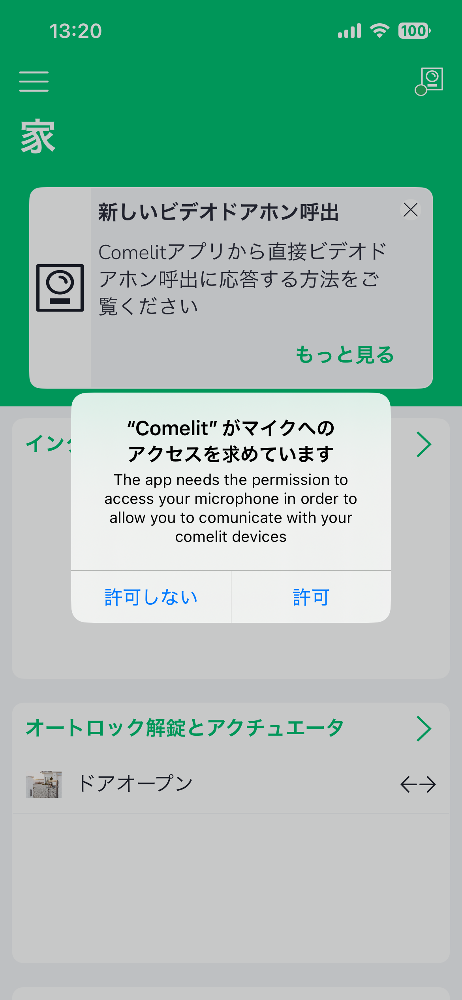 13:20
100
家
新しいビデオドアホン呼出
Comelitアプリから直接ビデオド
アホン呼出に応答する方法をご
覧ください
もっと見る
“Comelit” がマイクへの
アクセスを求めています
The app needs the permission to
access your microphone in order to
allow you to comunicate with your
comelit devices
許可しない
許可
イン
オートロック解錠とアクチュエータ
ドアオープン